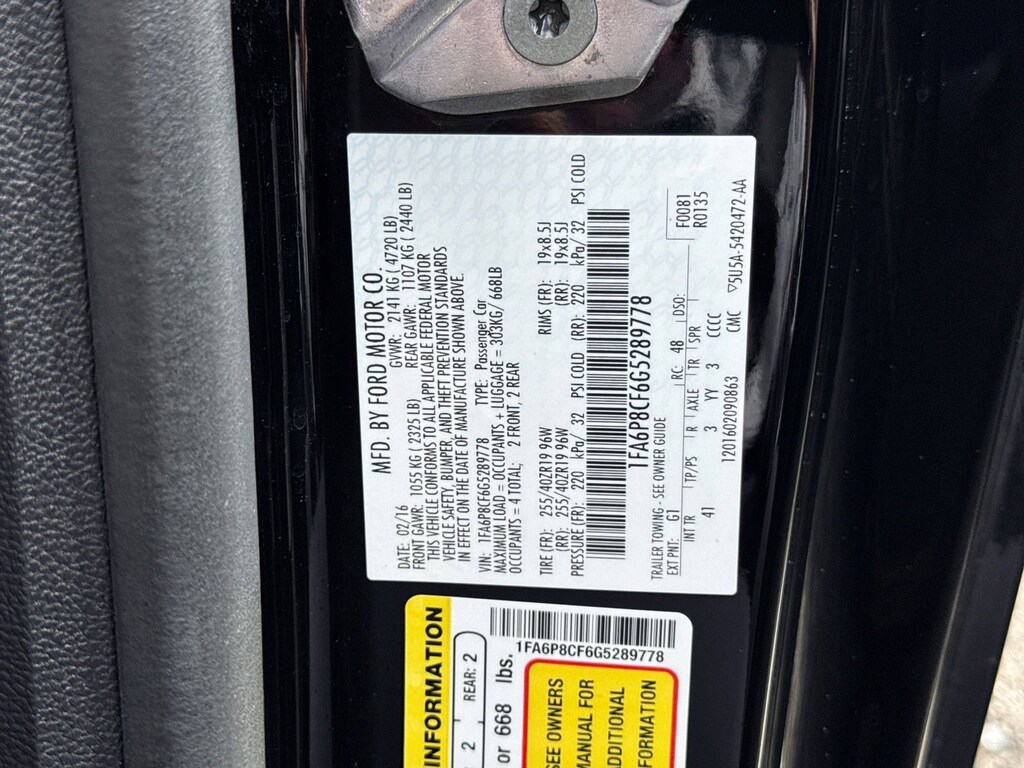 MFD. BY FORD MOTOR CO.
DATE: 02/16 GVWR: 2141 KG ( 4720 LB)
FRONT GAWR: 1055 KG ( 2325 LB) REAR GAWR: 1107 KG ( 2440 LB)
THIS VEHICLE CONFORMS TO ALL APPLICABLE FEDERAL MOTOR
VEHICLE SAFETY, BUMPER, AND THEFT PREVENTION STANDARDS
IN EFFECT ON THE DATE OF MANUFACTURE SHOWN ABOVE.
VIN: 1FA6P8CF6G5289778 TYPE: Passenger Car
MAXIMUM LOAD = OCCUPANTS + LUGGAGE = 303KG/ 668LB
OCCUPANTS = 4 TOTAL; 2 FRONT, 2 REAR
TIRE (FR): 255/40ZR19 96W RIMS (FR): 19x8.5J
(RR): 255/40ZR19 96W (RR): 19x8.5J
PRESSURE (FR): 220 kPa/ 32 PSI COLD (RR): 220 kPa/ 32 PSI COLD
1FA6P8CF6G5289778
TRAILER TOWING - SEE OWNER GUIDE
EXT PNT: G1 RC: 48 DSO: F0081
R0135
INT TR TP/PS R AXLE TR SPR
41 3 YY 3 CCCC
1201602090863 CMC ▽5U5A-5420472-AA
INFORMATION
2 REAR: 2
or 668 lbs.
1FA6P8CF6G5289778
SEE OWNERS
MANUAL FOR
ADDITIONAL